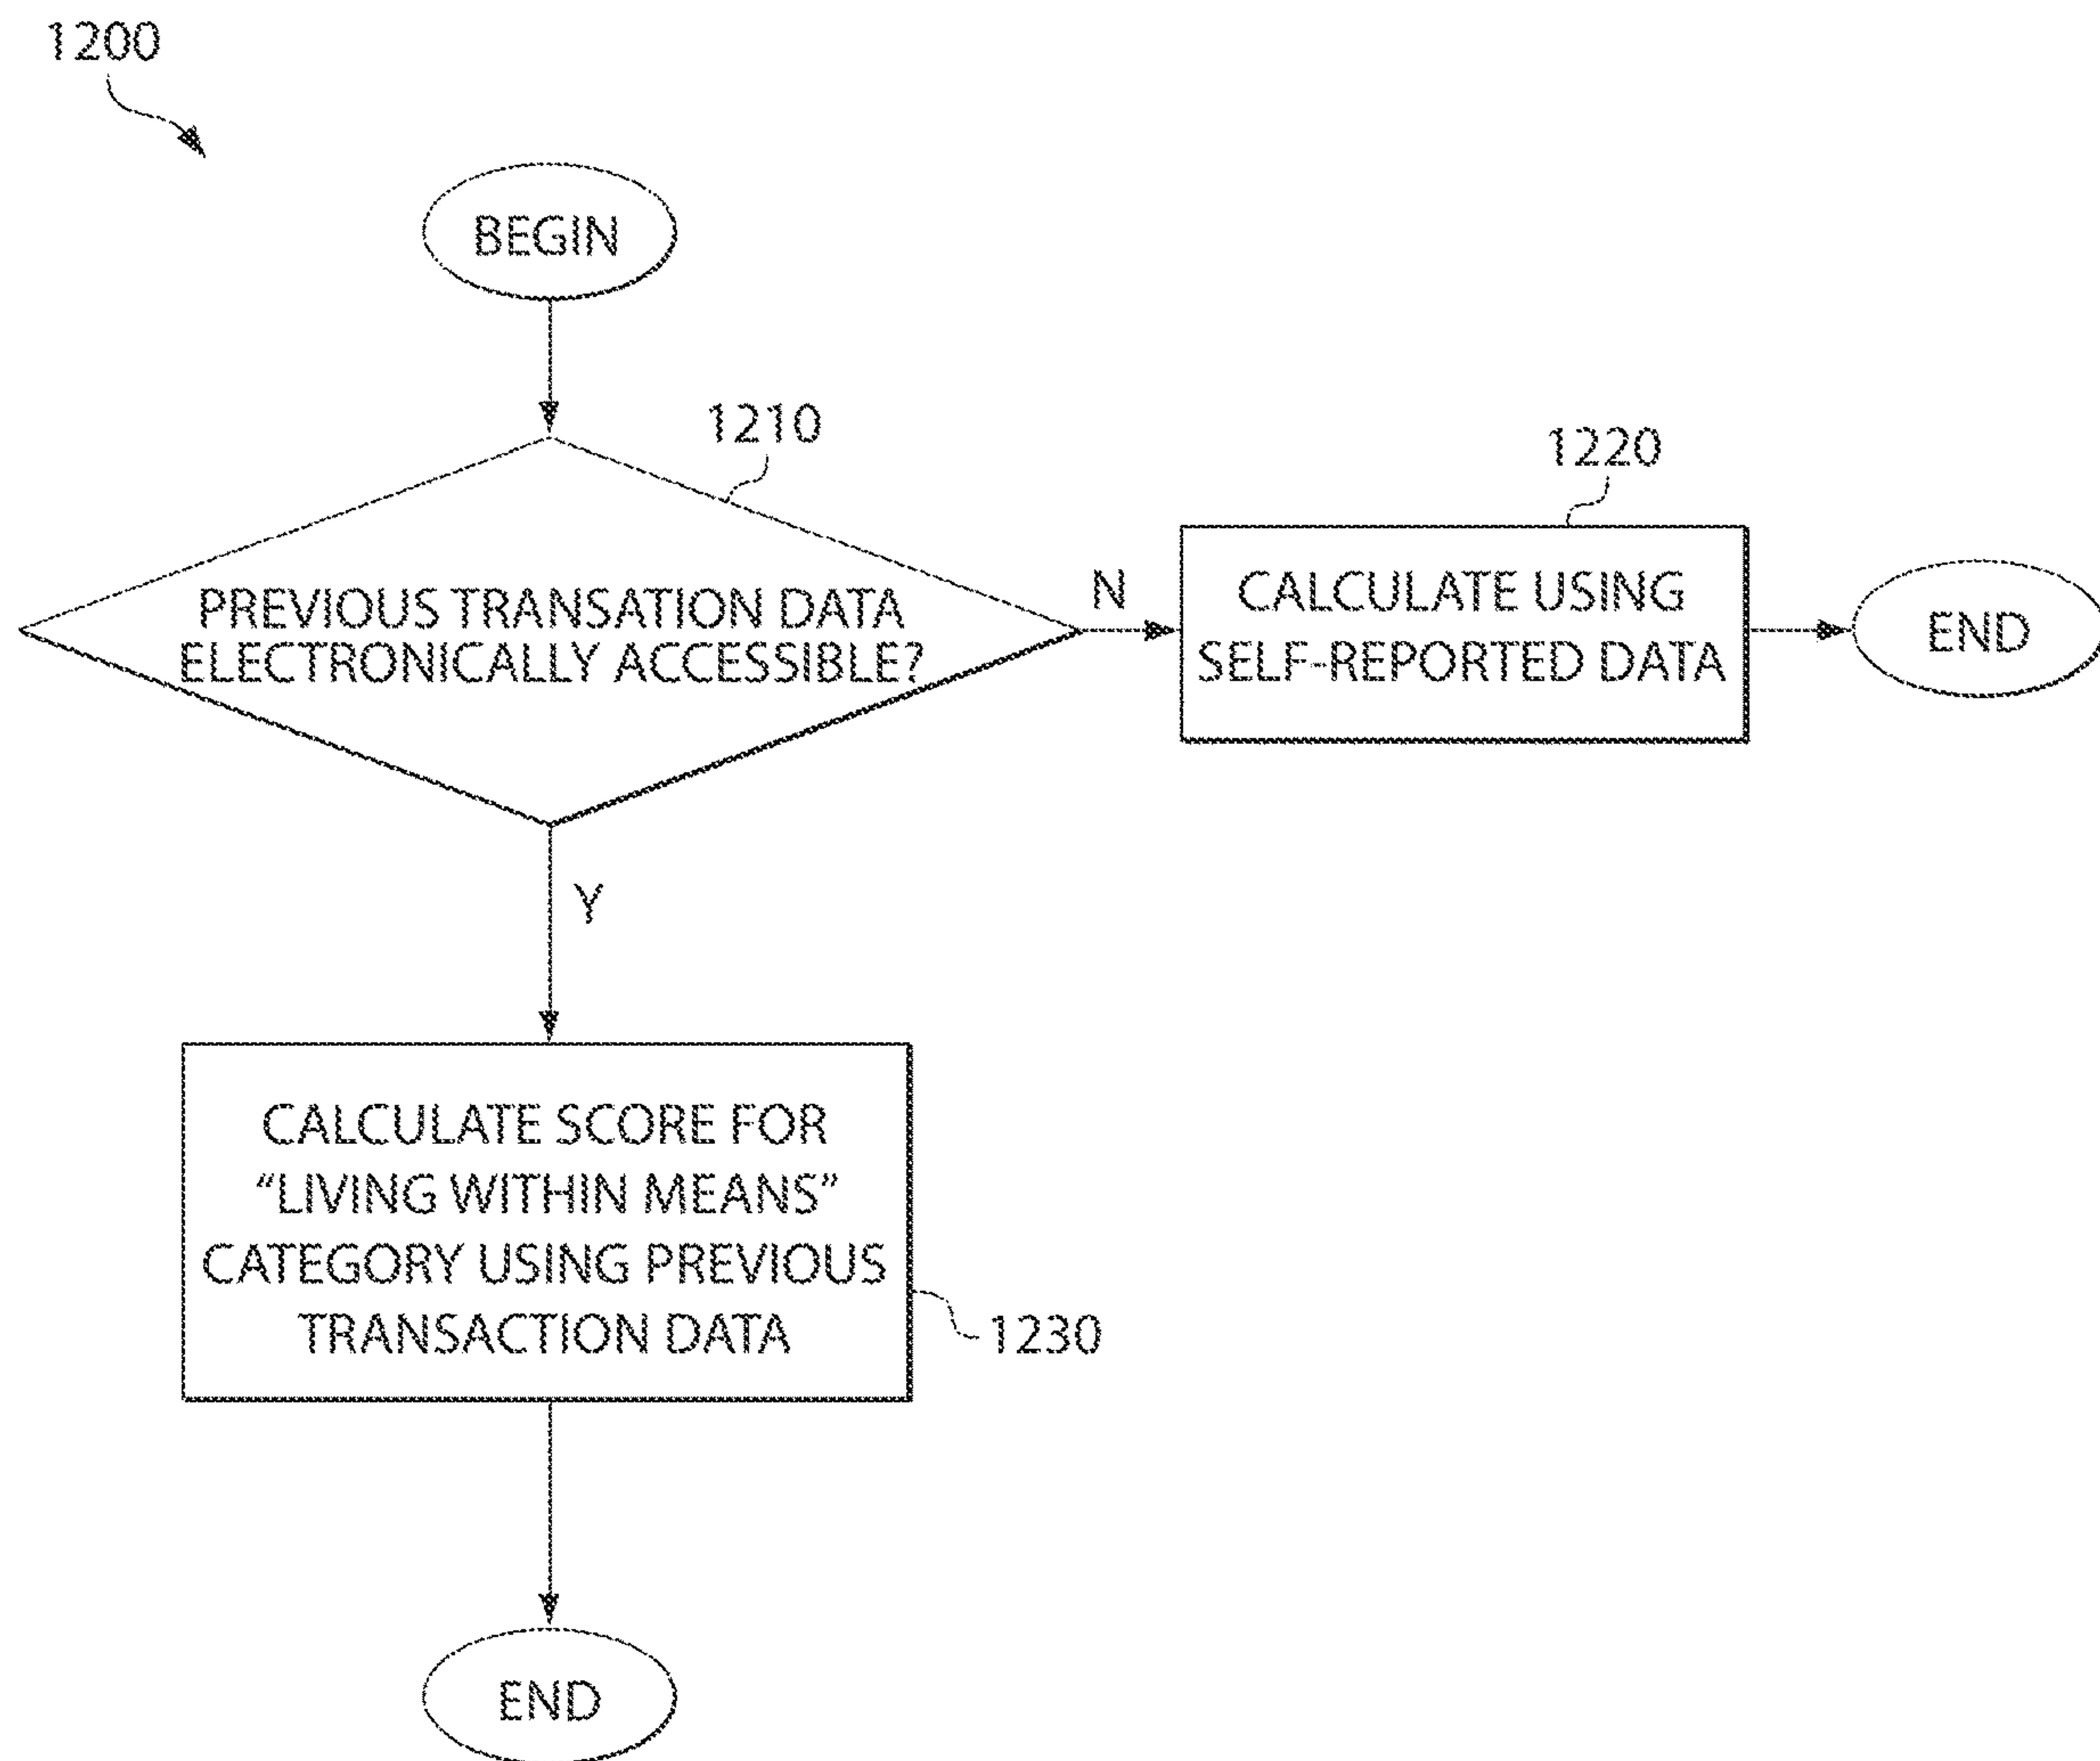 1200
BEGIN
1210
PREVIOUS TRANSATION DATA
ELECTRONICALLY ACCESSIBLE?
N
1220
CALCULATE USING
SELF-REPORTED DATA
END
Y
CALCULATE SCORE FOR
“LIVING WITHIN MEANS”
CATEGORY USING PREVIOUS
TRANSACTION DATA
1230
END